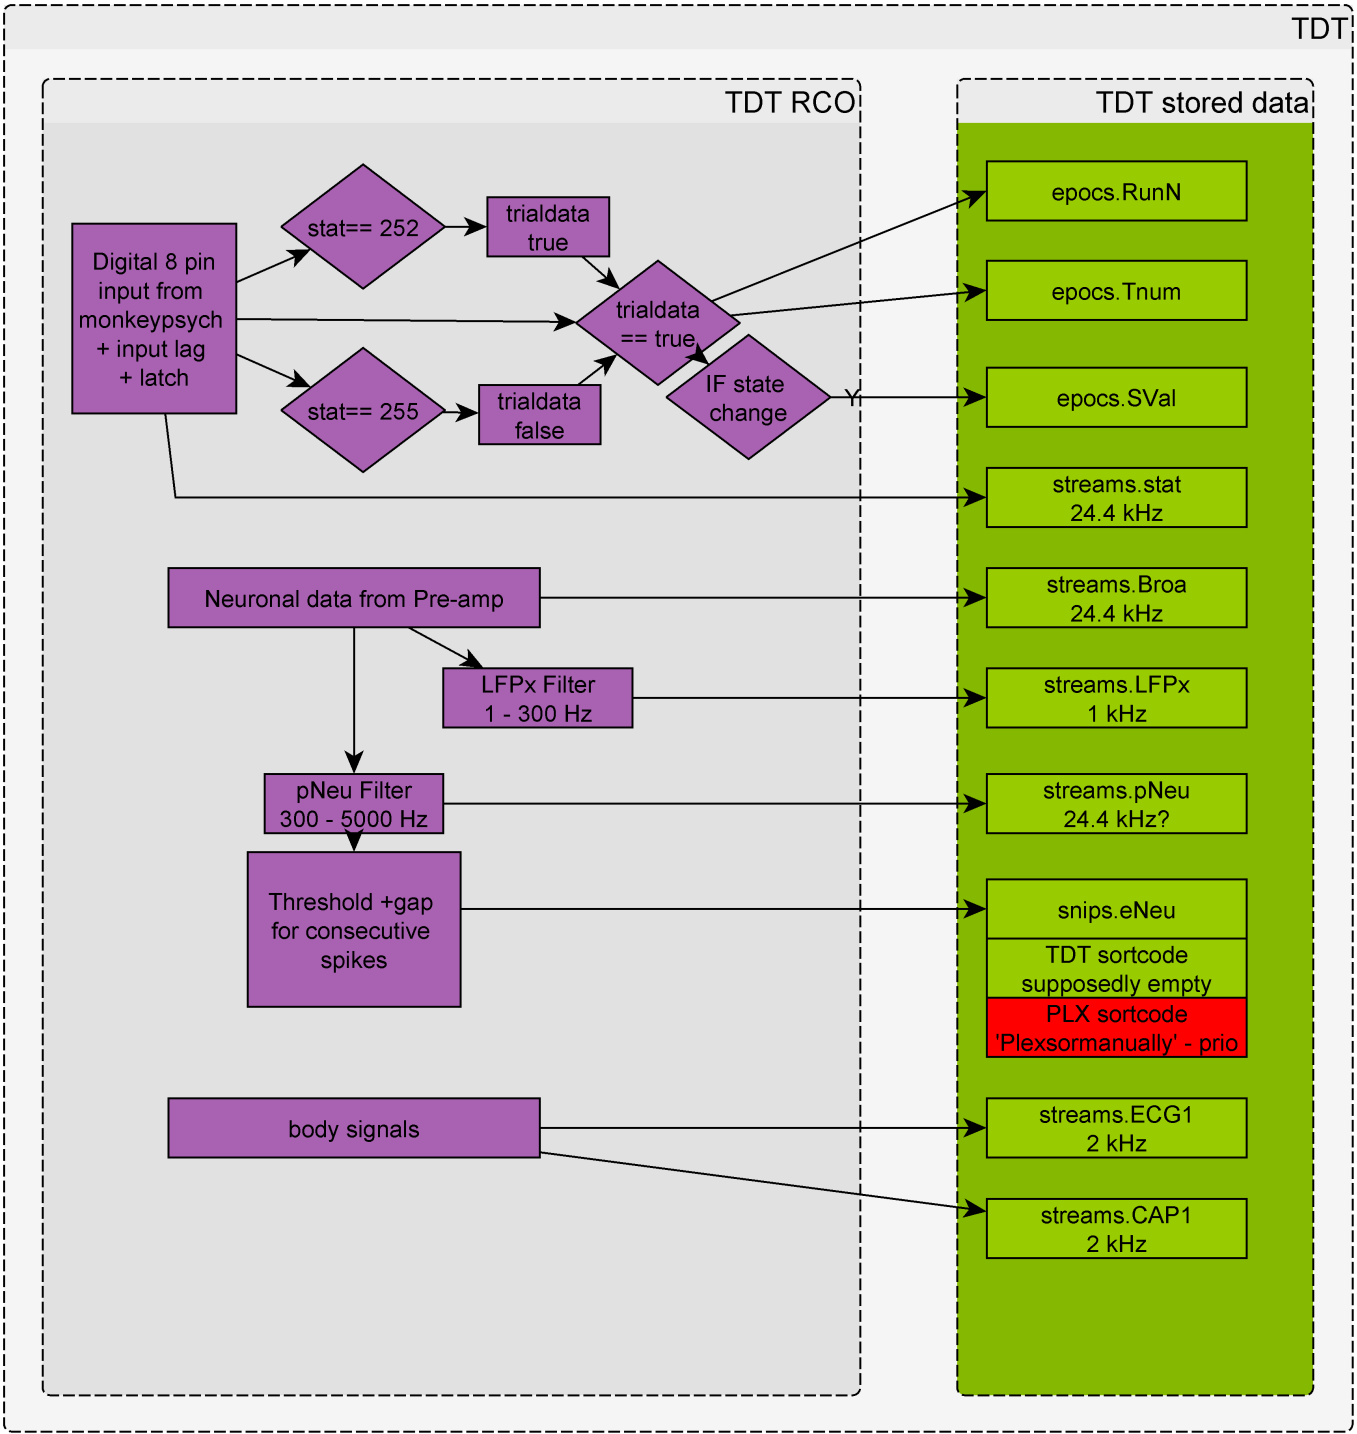 TDT
TDT RCO
TDT stored data
Digital 8 pin
input from
monkeypsych
+ input lag
+ latch
stat== 252
trialdata
true
trialdata
== true
stat== 255
trialdata
false
IF state
change
Y
epocs.RunN
epocs.Tnum
epocs.SVal
streams.stat
24.4 kHz
Neuronal data from Pre-amp
streams.Broa
24.4 kHz
LFPx Filter
1 - 300 Hz
streams.LFPx
1 kHz
pNeu Filter
300 - 5000 Hz
streams.pNeu
24.4 kHz?
Threshold +gap
for consecutive
spikes
snips.eNeu
TDT sortcode
supposedly empty
PLX sortcode
'Plexsormanually' - prio
body signals
streams.ECG1
2 kHz
streams.CAP1
2 kHz